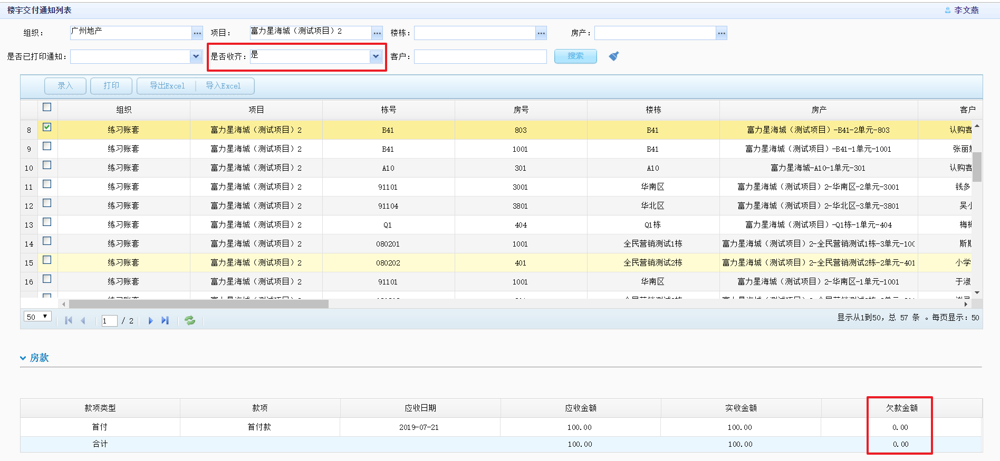 楼宇交付通知列表 李文燕
组织： 广州地产 项目： 富力星海城（测试项目）2 楼栋： 房产：
是否已打印通知： 是否收齐： 是 客户： 搜索
录入 打印 导出Excel 导入Excel
组织 项目 栋号 房号 楼栋 房产 客户
8 练习账套 富力星海城（测试项目）2 B41 803 B41 富力星海城（测试项目）-B41-2单元-803 认购客
9 练习账套 富力星海城（测试项目）2 B41 1001 B41 富力星海城（测试项目）-B41-1单元-1001 张丽
10 练习账套 富力星海城（测试项目）2 A10 301 A10 富力星海城-A10-1单元-301 认购客
11 练习账套 富力星海城（测试项目）2 91101 3001 华南区 富力星海城（测试项目）2-华南区-2单元-3001 钱多
12 练习账套 富力星海城（测试项目）2 91104 3801 华北区 富力星海城（测试项目）2-华北区-3单元-3801 吴
13 练习账套 富力星海城（测试项目）2 Q1 404 Q1栋 富力星海城（测试项目）-Q1栋-1单元-404 梅
14 练习账套 富力星海城（测试项目）2 080201 1001 全民营销测试1栋 富力星海城（测试项目）2-全民营销测试1栋-3单元-100 斯
15 练习账套 富力星海城（测试项目）2 080202 401 全民营销测试2栋 富力星海城（测试项目）2-全民营销测试2栋-2单元-401 小学
16 练习账套 富力星海城（测试项目）2 91101 1001 华南区 富力星海城（测试项目）2-华南区-1单元-1001 于淑
50 1 / 2 显示从1到50，总 57 条 。每页显示：50
房款
款项类型 款项 应收日期 应收金额 实收金额 欠款金额
首付 首付款 2019-07-21 100.00 100.00 0.00
合计 100.00 100.00 0.00